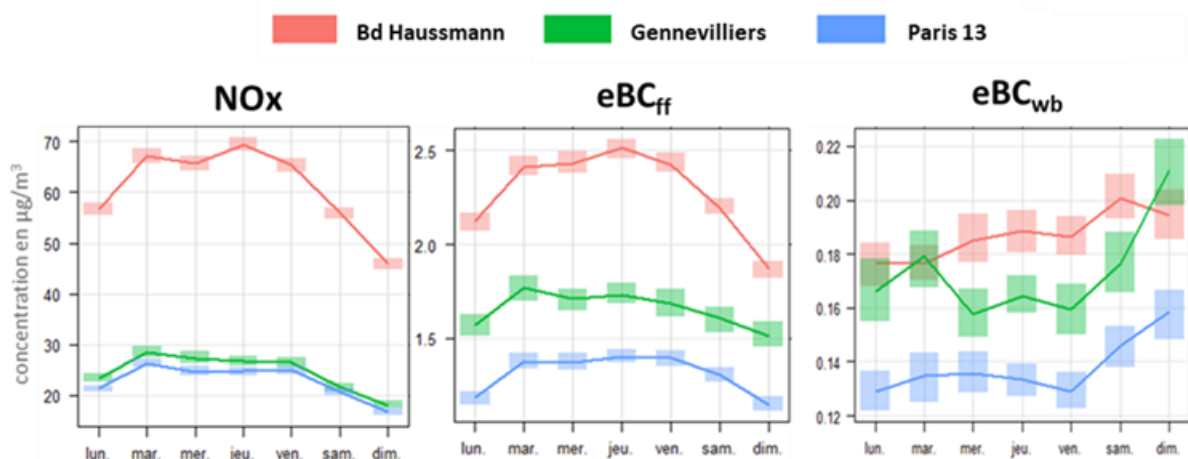 Bd Haussmann Gennevilliers Paris 13
NOx eBCff eBCwb
concentration en µg/m³
70
60
50
40
30
20
2.5
2.0
1.5
0.22
0.20
0.18
0.16
0.14
0.12
lun. mar. mer. jeu. ven. sam. dim.
lun. mar. mer. jeu. ven. sam. dim.
lun. mar. mer. jeu. ven. sam. dim.